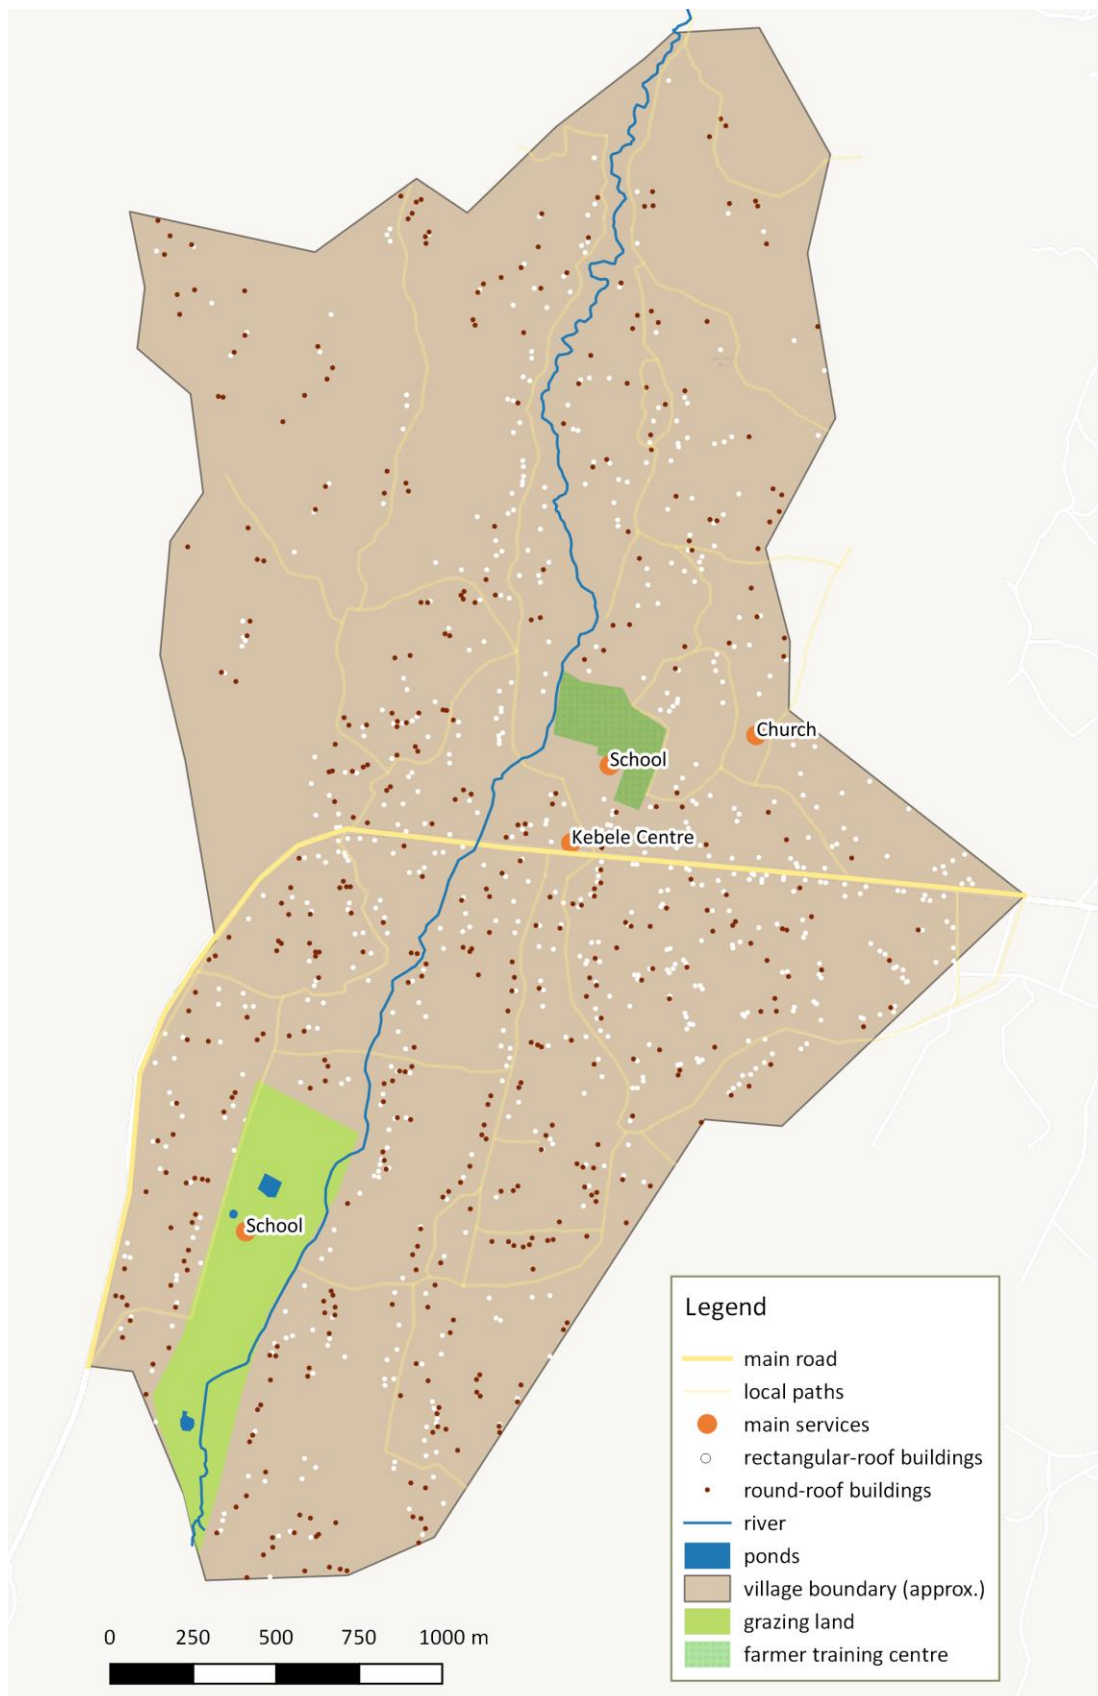 Church
School
Kebele Centre
School
Legend
main road
local paths
main services
rectangular-roof buildings
round-roof buildings
river
ponds
village boundary (approx.)
grazing land
farmer training centre
0 250 500 750 1000 m